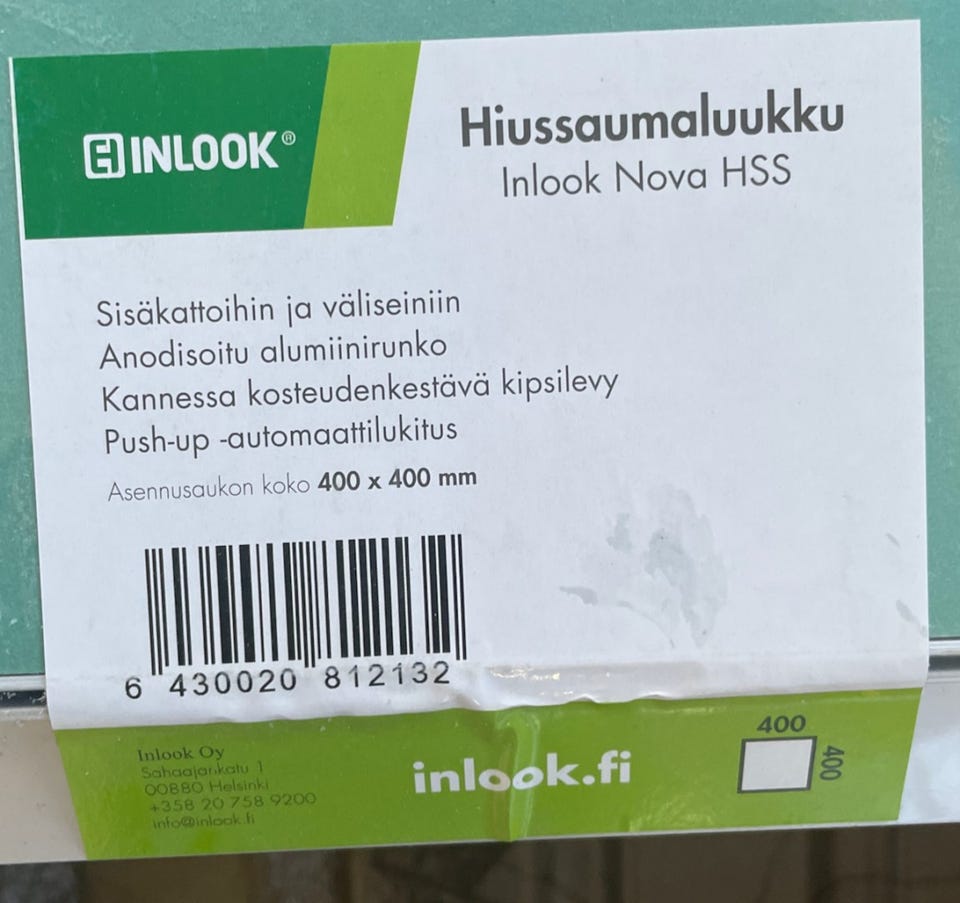 INLOOK®
Hiussaumaluukku
Inlook Nova HSS
Sisäkattoihin ja väliseiniin
Anodisoitu alumiinirunko
Kannessa kosteudenkestävä kipsilevy
Push-up -automaattilukitus
Asennusaukon koko 400 x 400 mm
6 430020 812132
Inlook Oy
Sahaajankatu 1
00880 Helsinki
+358 20 758 9200
info@inlook.fi
inlook.fi
400
400